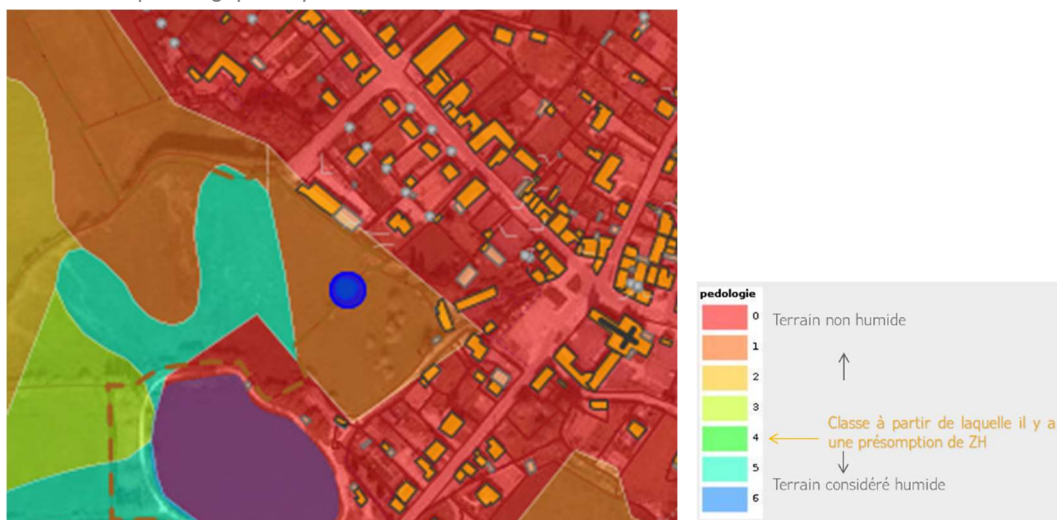 pedologie
0 Terrain non humide
1
2
3
4 Classe à partir de laquelle il y a
une présomption de ZH
5
Terrain considéré humide
6